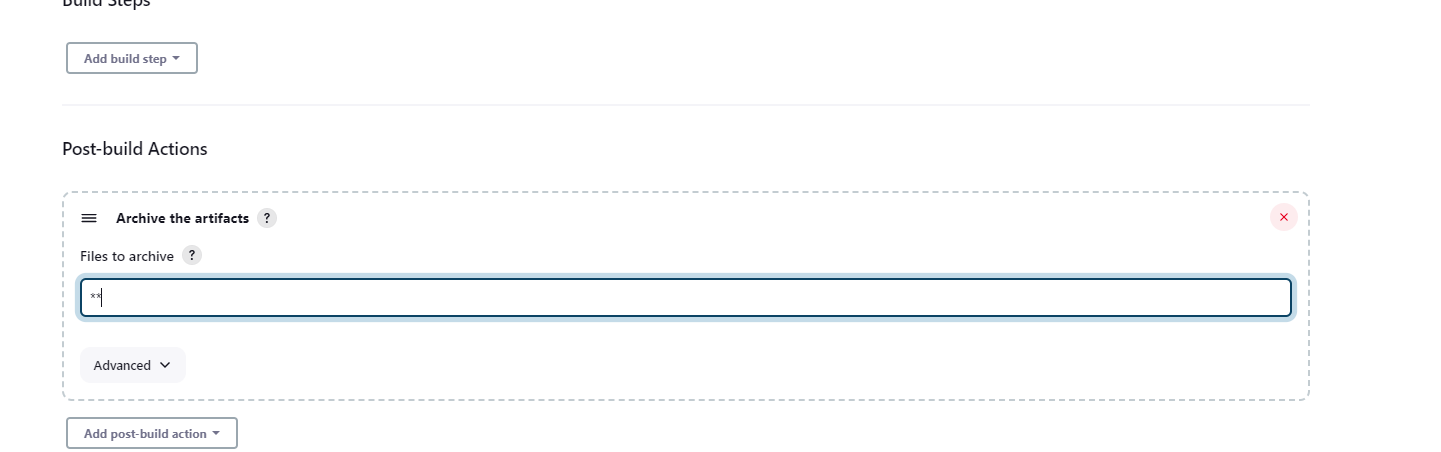 Build Steps
Add build step
Post-build Actions
Archive the artifacts ?
Files to archive ?
**
Advanced
Add post-build action